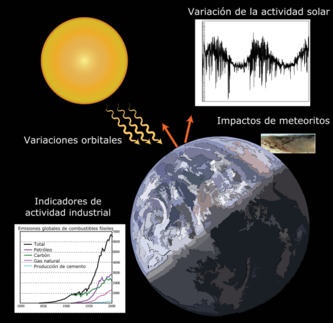 Variación de la actividad solar
Impactos de meteoritos
Variaciones orbitales
Indicadores de
actividad industrial
Emisiones globales de combustibles fósiles
Total
Petróleo
Carbón
Gas natural
Producción de cemento